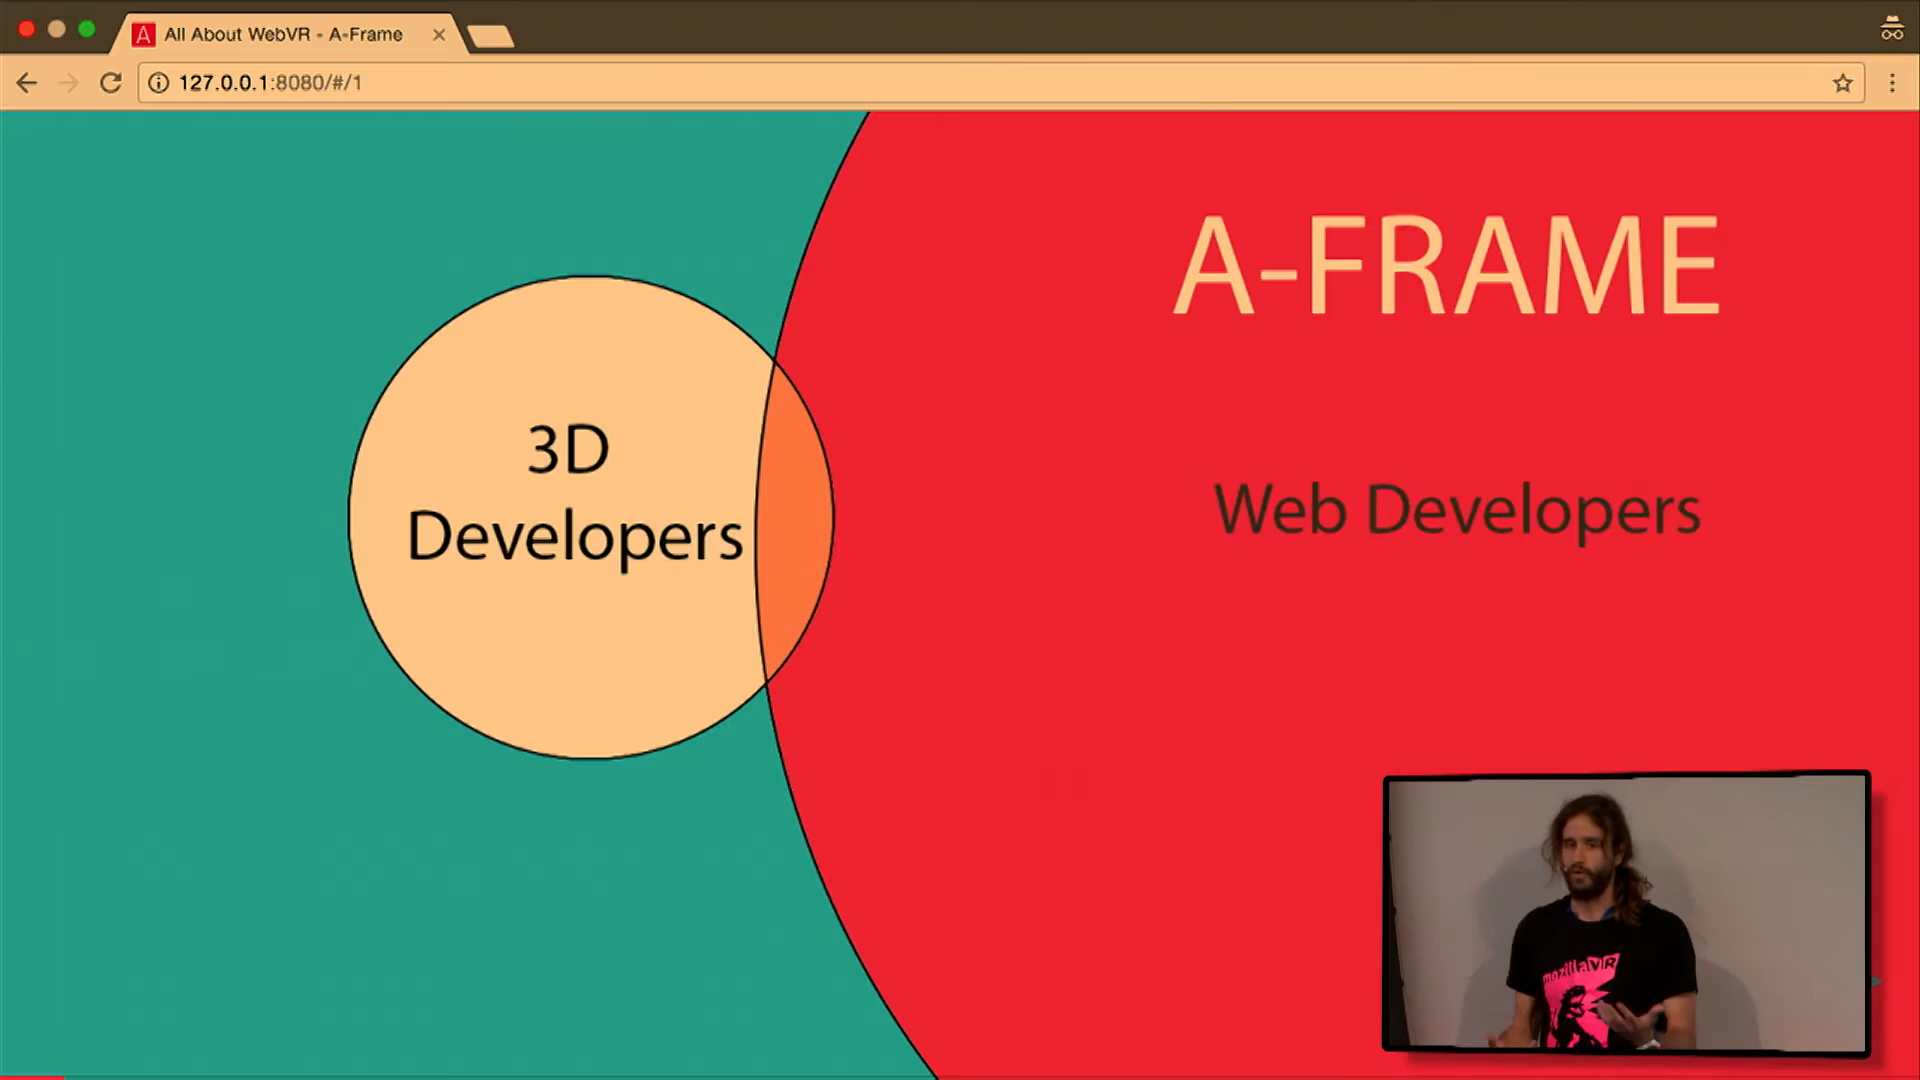 A All About WebVR - A-Frame
127.0.0.1:8080/#/1
A-FRAME
3D
Developers
Web Developers
mozillaVR